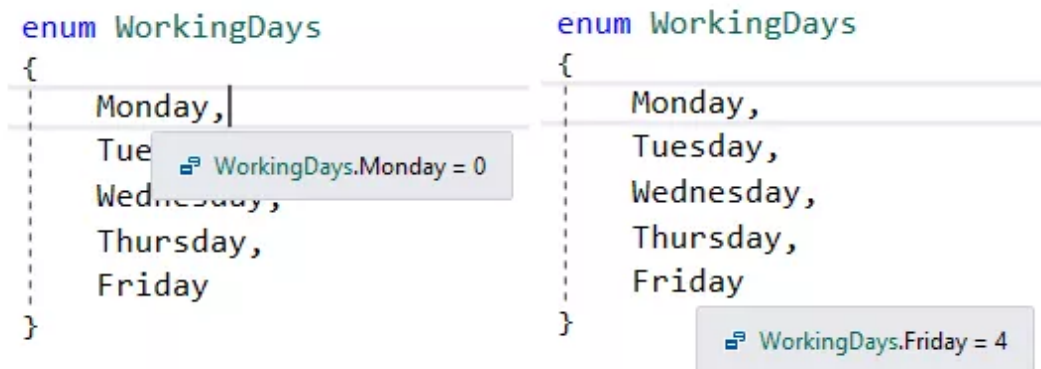 enum WorkingDays
{
Monday,
Tue
WorkingDays.Monday = 0
Wednesday,
Thursday,
Friday
}
enum WorkingDays
{
Monday,
Tuesday,
Wednesday,
Thursday,
Friday
}
WorkingDays.Friday = 4